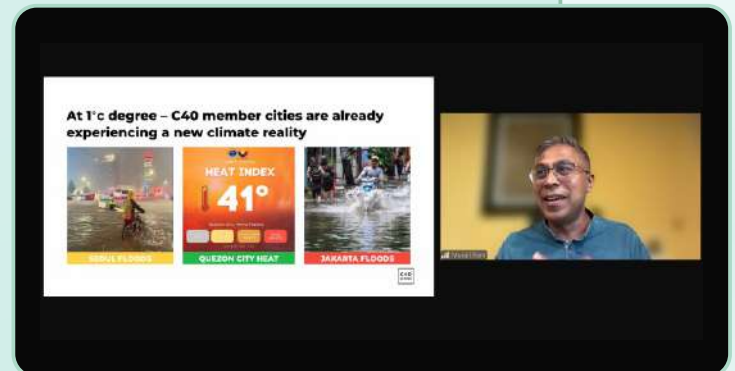 At 1°c degree – C40 member cities are already
experiencing a new climate reality
HEAT INDEX
41°
SEOUL FLOODS
QUEZON CITY HEAT
JAKARTA FLOODS
C40
CITIES